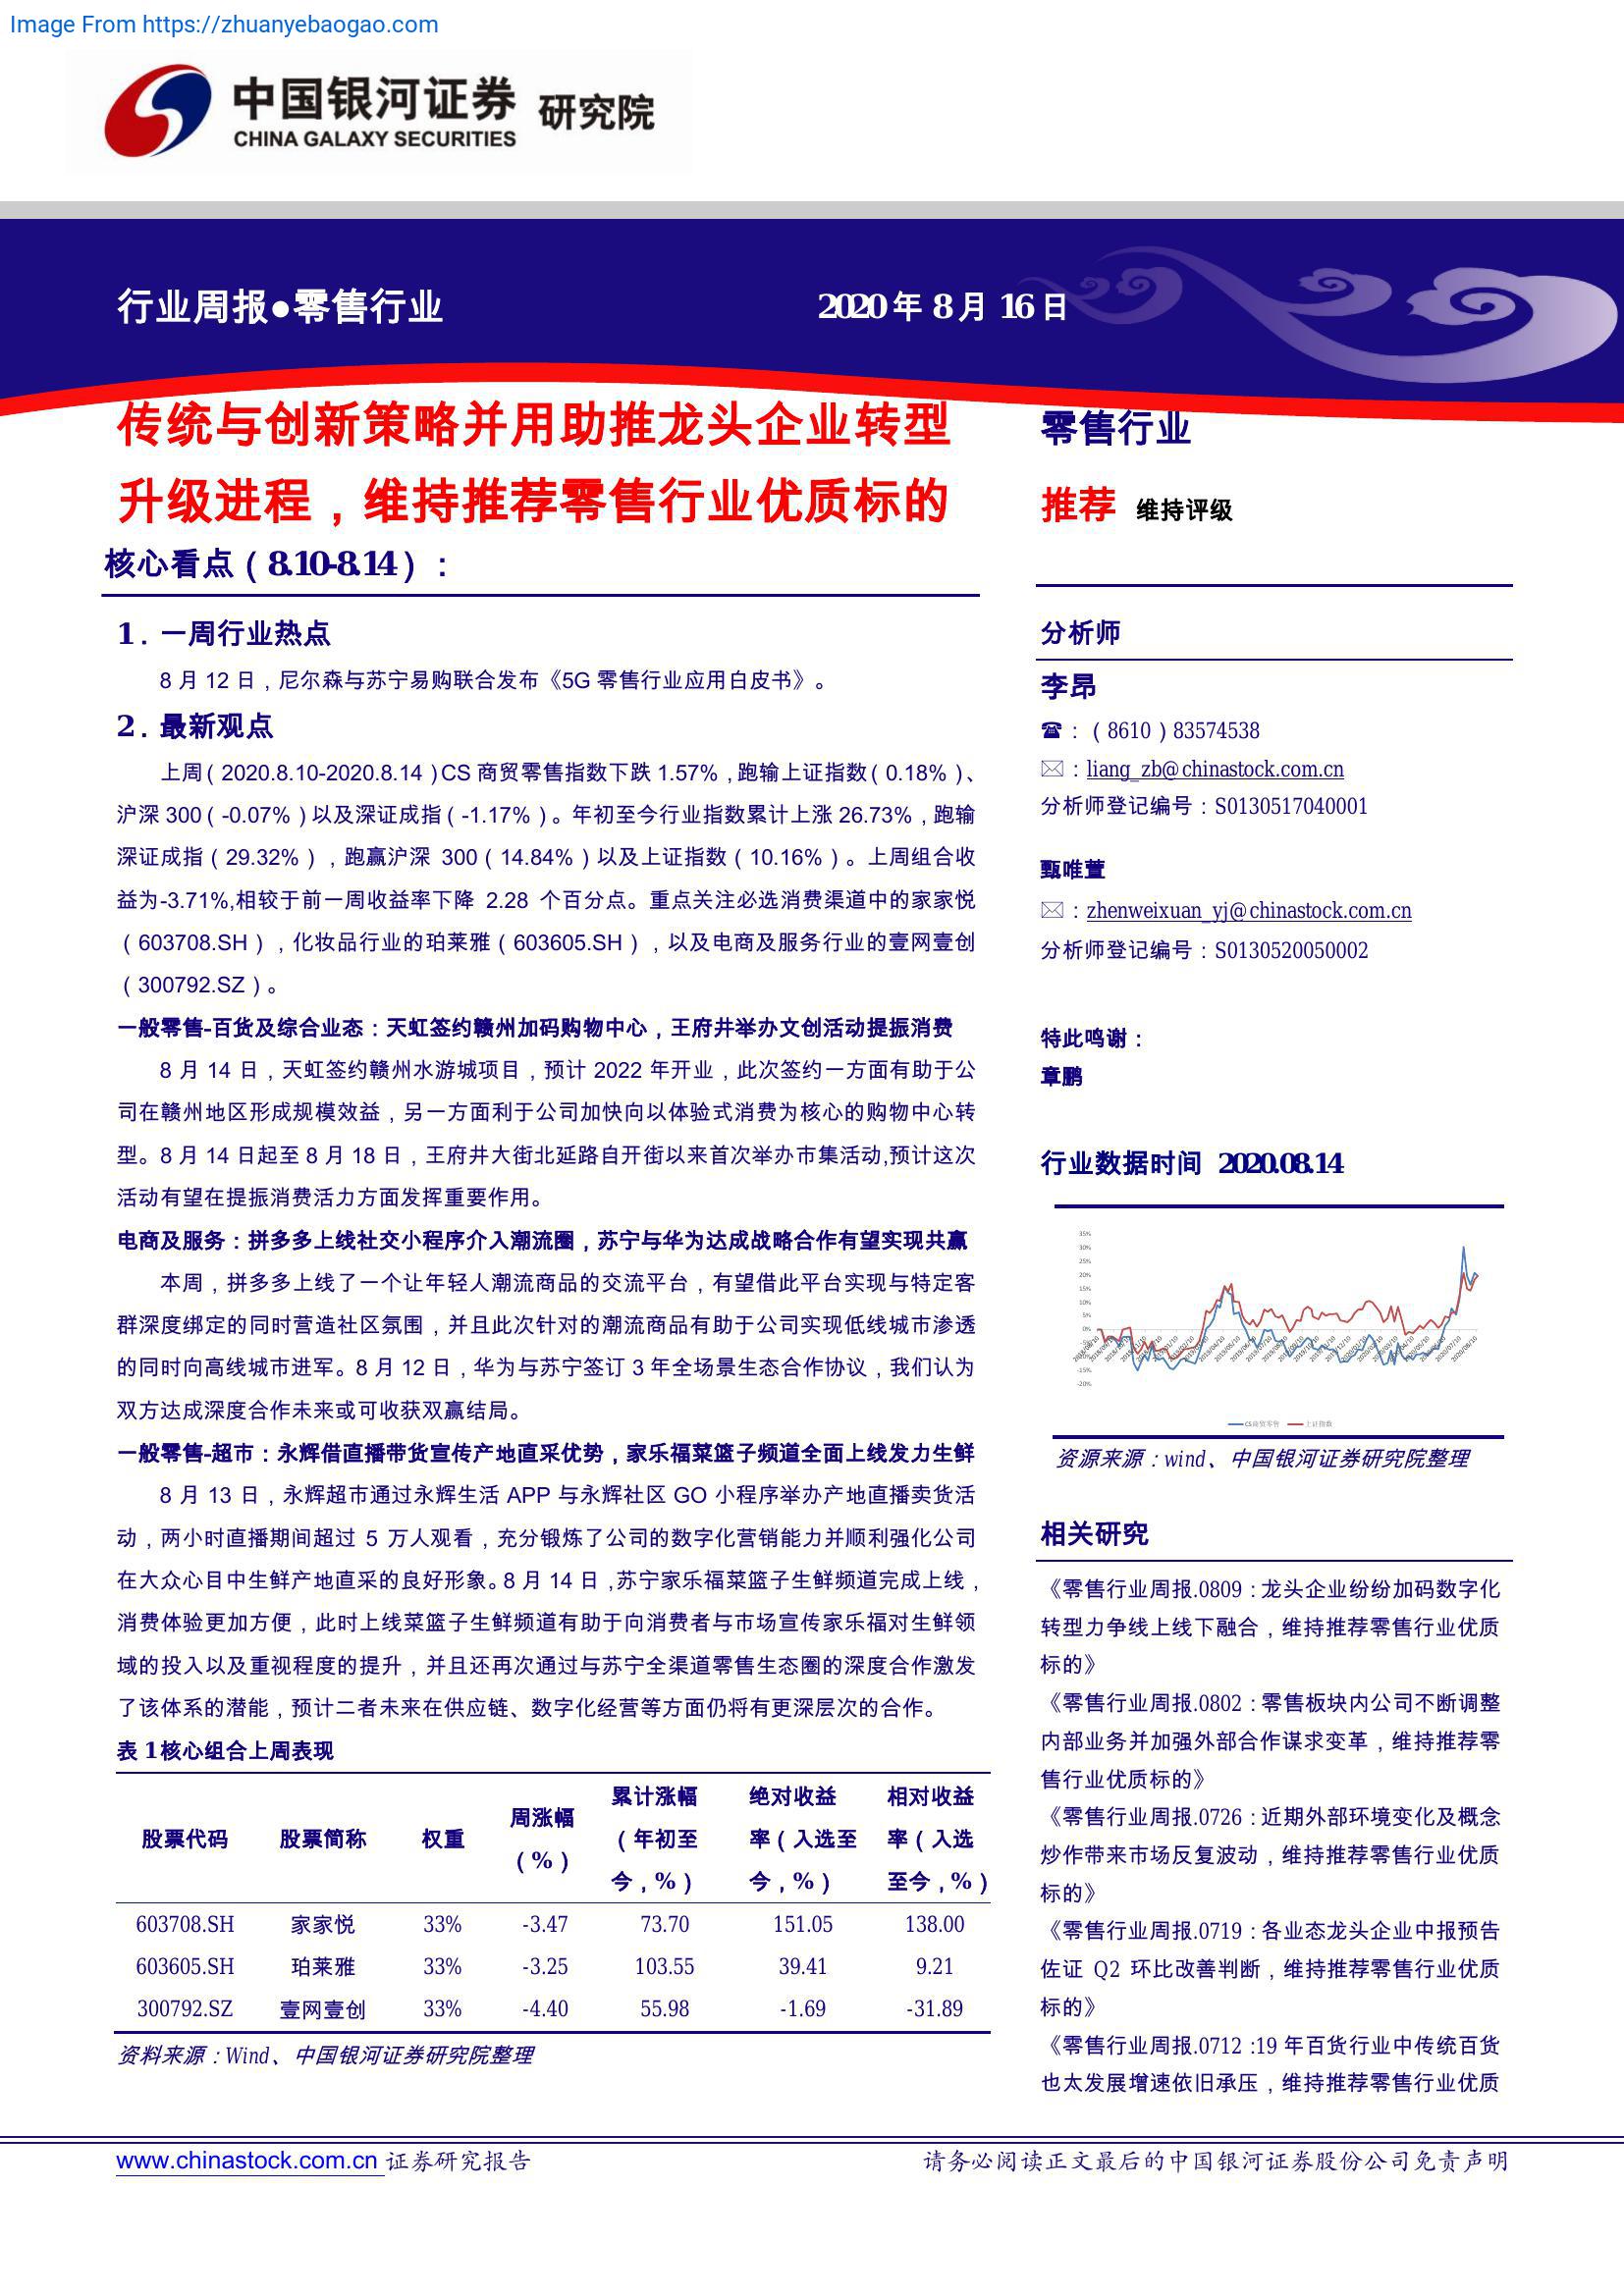 Image From https://zhuanyebaogao.com
中国银河证券 研究院
CHINA GALAXY SECURITIES
行业周报●零售行业
2020 年 8 月 16 日
传统与创新策略并用助推龙头企业转型
升级进程，维持推荐零售行业优质标的
核心看点（8.10-8.14）：
1．一周行业热点
8 月 12 日，尼尔森与苏宁易购联合发布《5G 零售行业应用白皮书》。
2．最新观点
上周（2020.8.10-2020.8.14）CS 商贸零售指数下跌 1.57%，跑输上证指数（0.18%）、
沪深 300（-0.07%）以及深证成指（-1.17%）。年初至今行业指数累计上涨 26.73%，跑输
深证成指（29.32%），跑赢沪深 300（14.84%）以及上证指数（10.16%）。上周组合收
益为-3.71%,相较于前一周收益率下降 2.28 个百分点。重点关注必选消费渠道中的家家悦
（603708.SH），化妆品行业的珀莱雅（603605.SH），以及电商及服务行业的壹网壹创
（300792.SZ）。
一般零售-百货及综合业态：天虹签约赣州加码购物中心，王府井举办文创活动提振消费
8 月 14 日，天虹签约赣州水游城项目，预计 2022 年开业，此次签约一方面有助于公
司在赣州地区形成规模效益，另一方面利于公司加快向以体验式消费为核心的购物中心转
型。8 月 14 日起至 8 月 18 日，王府井大街北延路自开街以来首次举办市集活动,预计这次
活动有望在提振消费活力方面发挥重要作用。
电商及服务：拼多多上线社交小程序介入潮流圈，苏宁与华为达成战略合作有望实现共赢
本周，拼多多上线了一个让年轻人潮流商品的交流平台，有望借此平台实现与特定客
群深度绑定的同时营造社区氛围，并且此次针对的潮流商品有助于公司实现低线城市渗透
的同时向高线城市进军。8 月 12 日，华为与苏宁签订 3 年全场景生态合作协议，我们认为
双方达成深度合作未来或可收获双赢结局。
一般零售-超市：永辉借直播带货宣传产地直采优势，家乐福菜篮子频道全面上线发力生鲜
8 月 13 日，永辉超市通过永辉生活 APP 与永辉社区 GO 小程序举办产地直播卖货活
动，两小时直播期间超过 5 万人观看，充分锻炼了公司的数字化营销能力并顺利强化公司
在大众心目中生鲜产地直采的良好形象。8 月 14 日，苏宁家乐福菜篮子生鲜频道完成上线，
消费体验更加方便，此时上线菜篮子生鲜频道有助于向消费者与市场宣传家乐福对生鲜领
域的投入以及重视程度的提升，并且还再次通过与苏宁全渠道零售生态圈的深度合作激发
了该体系的潜能，预计二者未来在供应链、数字化经营等方面仍将有更深层次的合作。
表 1 核心组合上周表现
股票代码 股票简称 权重 周涨幅（%） 累计涨幅（年初至今，%） 绝对收益率（入选至今，%） 相对收益率（入选至今，%）
603708.SH 家家悦 33% -3.47 73.70 151.05 138.00
603605.SH 珀莱雅 33% -3.25 103.55 39.41 9.21
300792.SZ 壹网壹创 33% -4.40 55.98 -1.69 -31.89
资料来源：Wind、中国银河证券研究院整理
零售行业
推荐 维持评级
分析师
李昂
☎：（8610）83574538
✉：liang_zb@chinastock.com.cn
分析师登记编号：S0130517040001
甄唯萱
✉：zhenweixuan_yj@chinastock.com.cn
分析师登记编号：S0130520050002
特此鸣谢：
章鹏
行业数据时间 2020.08.14
35%
30%
25%
20%
15%
10%
5%
0%
-15%
-20%
CS商贸零售 上证指数
资源来源：wind、中国银河证券研究院整理
相关研究
《零售行业周报.0809：龙头企业纷纷加码数字化
转型力争线上线下融合，维持推荐零售行业优质
标的》
《零售行业周报.0802：零售板块内公司不断调整
内部业务并加强外部合作谋求变革，维持推荐零
售行业优质标的》
《零售行业周报.0726：近期外部环境变化及概念
炒作带来市场反复波动，维持推荐零售行业优质
标的》
《零售行业周报.0719：各业态龙头企业中报预告
佐证 Q2 环比改善判断，维持推荐零售行业优质
标的》
《零售行业周报.0712：19 年百货行业中传统百货
也太发展增速依旧承压，维持推荐零售行业优质
www.chinastock.com.cn 证券研究报告
请务必阅读正文最后的中国银河证券股份公司免责声明